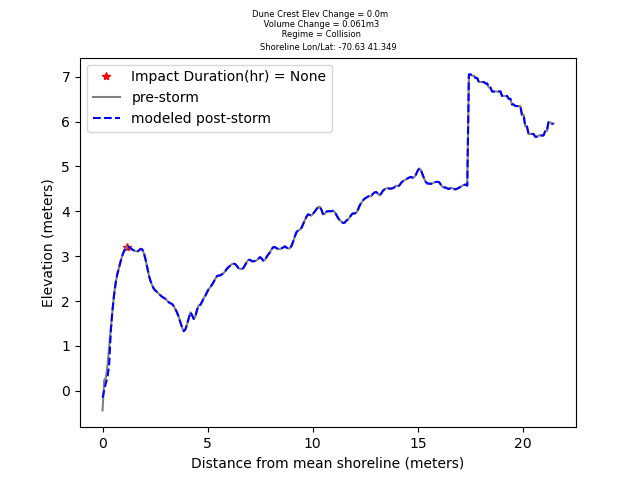 Dune Crest Elev Change = 0.0m
Volume Change = 0.061m3
Regime = Collision
Shoreline Lon/Lat: -70.63 41.349
Impact Duration(hr) = None
pre-storm
modeled post-storm
7
6
5
4
3
2
1
0
Elevation (meters)
0 5 10 15 20
Distance from mean shoreline (meters)